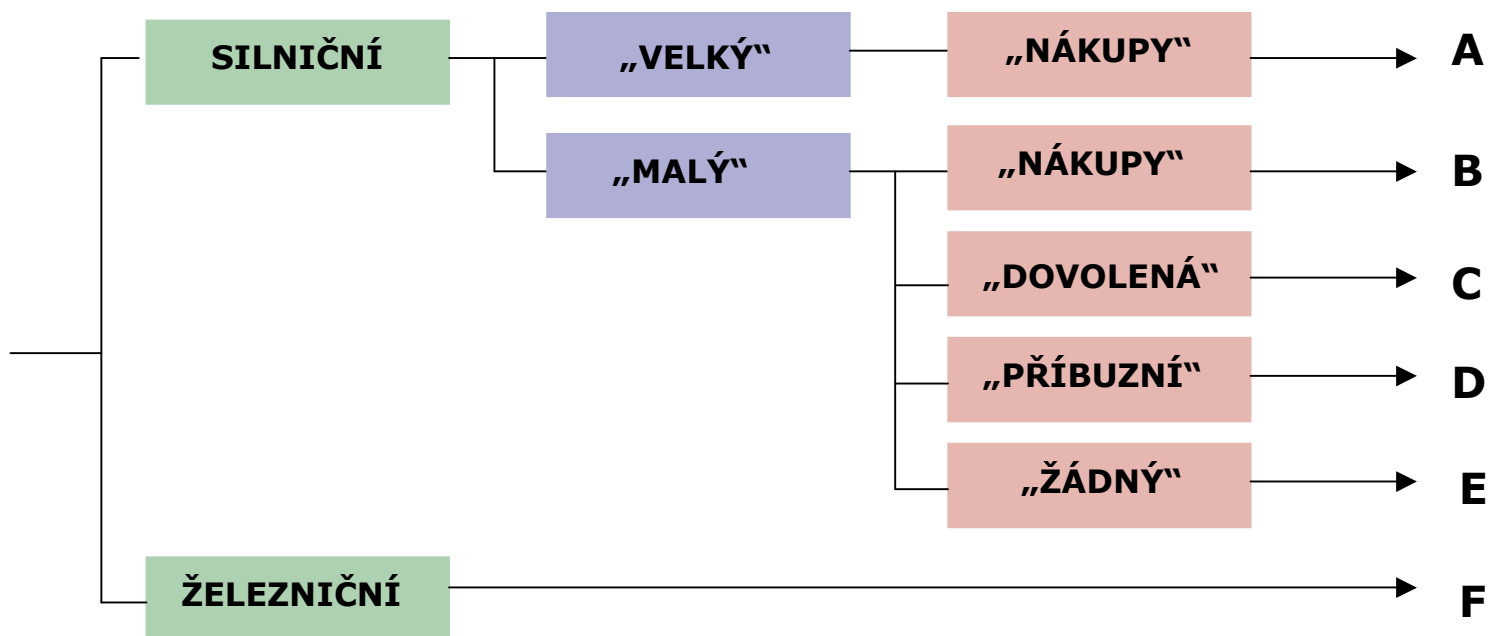 SILNIČNÍ
„VELKÝ“
„NÁKUPY“
A
„MALÝ“
„NÁKUPY“
B
„DOVOLENÁ“
C
„PŘÍBUZNÍ“
D
„ŽÁDNÝ“
E
ŽELEZNIČNÍ
F